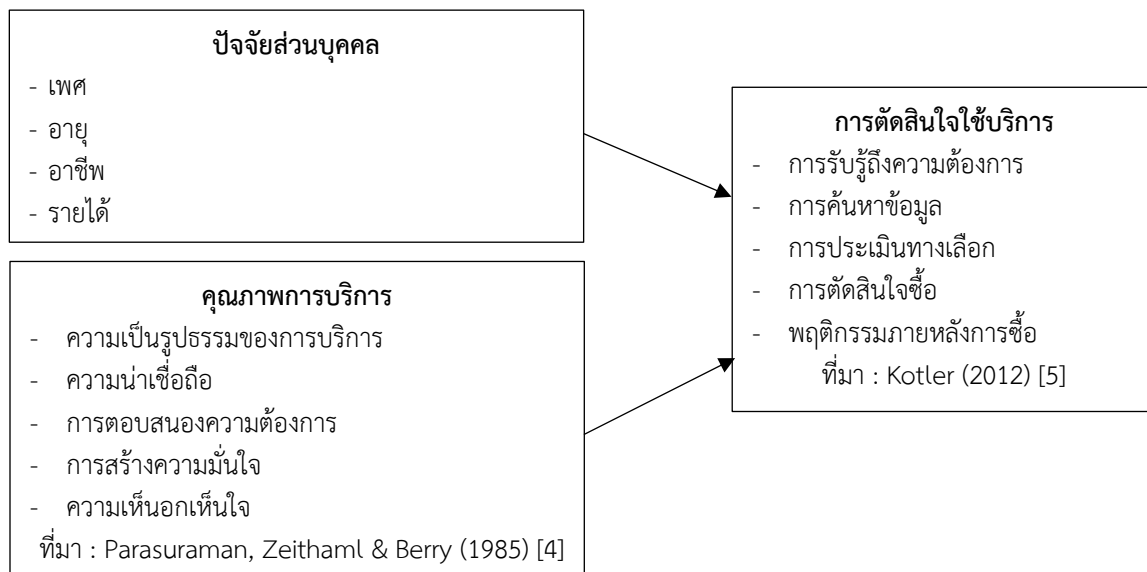 ปัจจัยส่วนบุคคล
- เพศ
- อายุ
- อาชีพ
- รายได้
คุณภาพการบริการ
- ความเป็นรูปธรรมของการบริการ
- ความน่าเชื่อถือ
- การตอบสนองความต้องการ
- การสร้างความมั่นใจ
- ความเห็นอกเห็นใจ
ที่มา : Parasuraman, Zeithaml & Berry (1985) [4]
การตัดสินใจใช้บริการ
- การรับรู้ถึงความต้องการ
- การค้นหาข้อมูล
- การประเมินทางเลือก
- การตัดสินใจซื้อ
- พฤติกรรมภายหลังการซื้อ
ที่มา : Kotler (2012) [5]